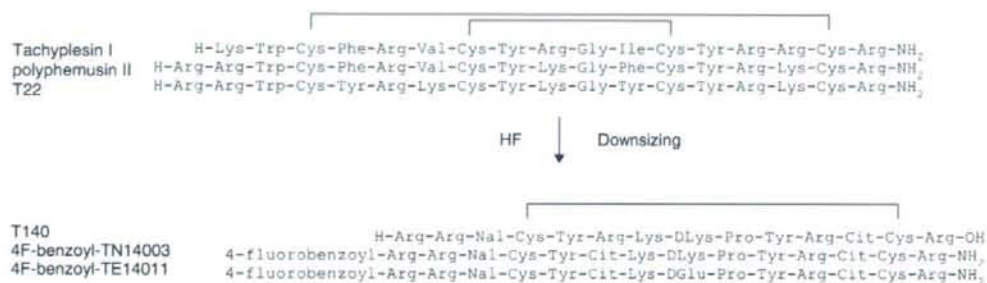 Tachyplesin I H-Lys-Trp-Cys-Phe-Arg-Val-Cys-Tyr-Arg-Gly-Ile-Cys-Tyr-Arg-Arg-Cys-Arg-NH2
polyphemusin II H-Arg-Arg-Trp-Cys-Phe-Arg-Val-Cys-Tyr-Lys-Gly-Phe-Cys-Tyr-Arg-Lys-Cys-Arg-NH2
T22 H-Arg-Arg-Trp-Cys-Tyr-Arg-Lys-Cys-Tyr-Lys-Gly-Tyr-Cys-Tyr-Arg-Lys-Cys-Arg-NH2
HF Downsizing
T140 H-Arg-Arg-Nal-Cys-Tyr-Arg-Lys-DLys-Pro-Tyr-Arg-Cit-Cys-Arg-OH
4F-benzoyl-TN14003 4-fluorobenzoyl-Arg-Arg-Nal-Cys-Tyr-Cit-Lys-DLys-Pro-Tyr-Arg-Cit-Cys-Arg-NH2
4F-benzoyl-TE14011 4-fluorobenzoyl-Arg-Arg-Nal-Cys-Tyr-Cit-Lys-DGlu-Pro-Tyr-Arg-Cit-Cys-Arg-NH2